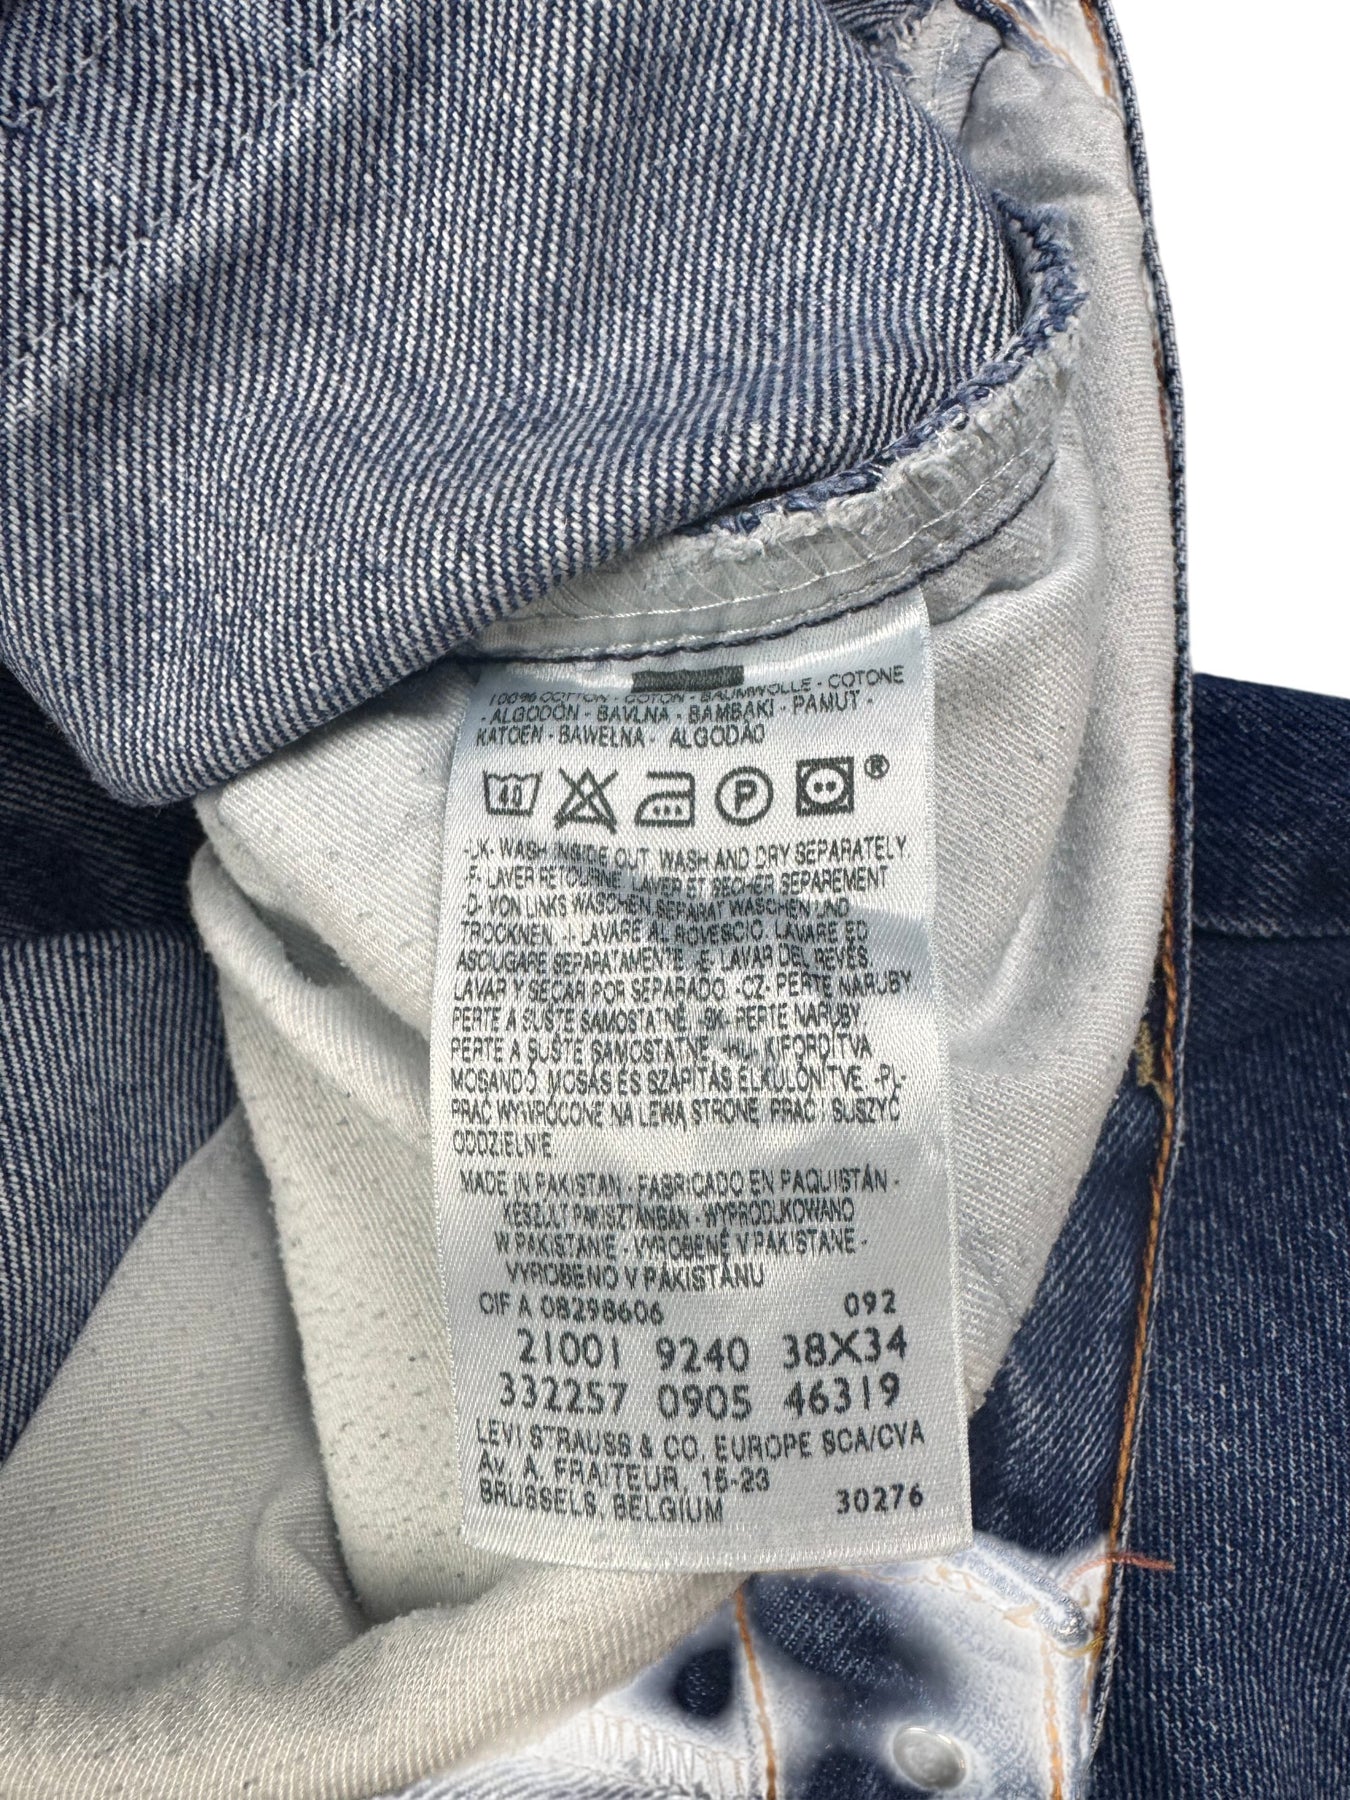 100% COTTON - COTON - BAUMWOLLE - COTONE
- ALGODÓN - BAVLNA - BAMBAKI - PAMUT -
KATOEN - BAWEŁNA - ALGODÃO
40 P ®
-UK- WASH INSIDE OUT, WASH AND DRY SEPARATELY.
-F- LAVER RETOURNE, LAVER ET SECHER SEPAREMENT
-D- VON LINKS WASCHEN, SEPARAT WASCHEN UND
TROCKNEN. -I- LAVARE AL ROVESCIO. LAVARE ED
ASCIUGARE SEPARATAMENTE. -E- LAVAR DEL REVÉS
LAVAR Y SECAR POR SEPARADO. -CZ- PERTE NARUBY
PERTE A SUŠTE SAMOSTATNĚ. -SK- PERTE NARUBY
PERTE A SUŠTE SAMOSTATNE. -HU- KIFORDÍTVA
MOSANDÓ, MOSÁS ÉS SZÁRÍTÁS ELKÜLÖNÍTVE. -PL-
PRAĆ WYWRÓCONE NA LEWĄ STRONĘ, PRAĆ I SUSZYĆ
ODDZIELNIE
MADE IN PAKISTAN - FABRICADO EN PAQUISTÁN -
KÉSZÜLT PAKISZTÁNBAN - WYPRODUKOWANO
W PAKISTANIE - VYROBENÉ V PAKISTANE -
VYROBENO V PÁKISTÁNU
CIF A 08298606 092
21001 9240 38X34
332257 0905 46319
LEVI STRAUSS & CO. EUROPE SCA/CVA
Av. A. FRAITEUR, 15-23
BRUSSELS, BELGIUM 30276